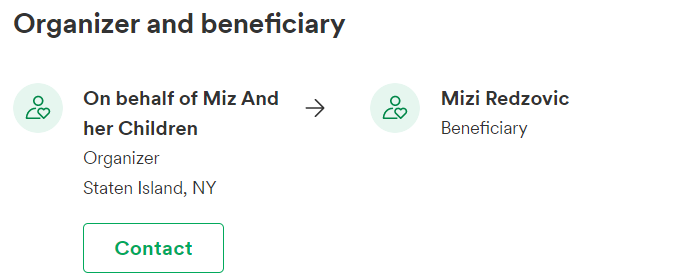 Organizer and beneficiary
On behalf of Miz And
her Children
Organizer
Staten Island, NY
Contact
Mizi Redzovic
Beneficiary